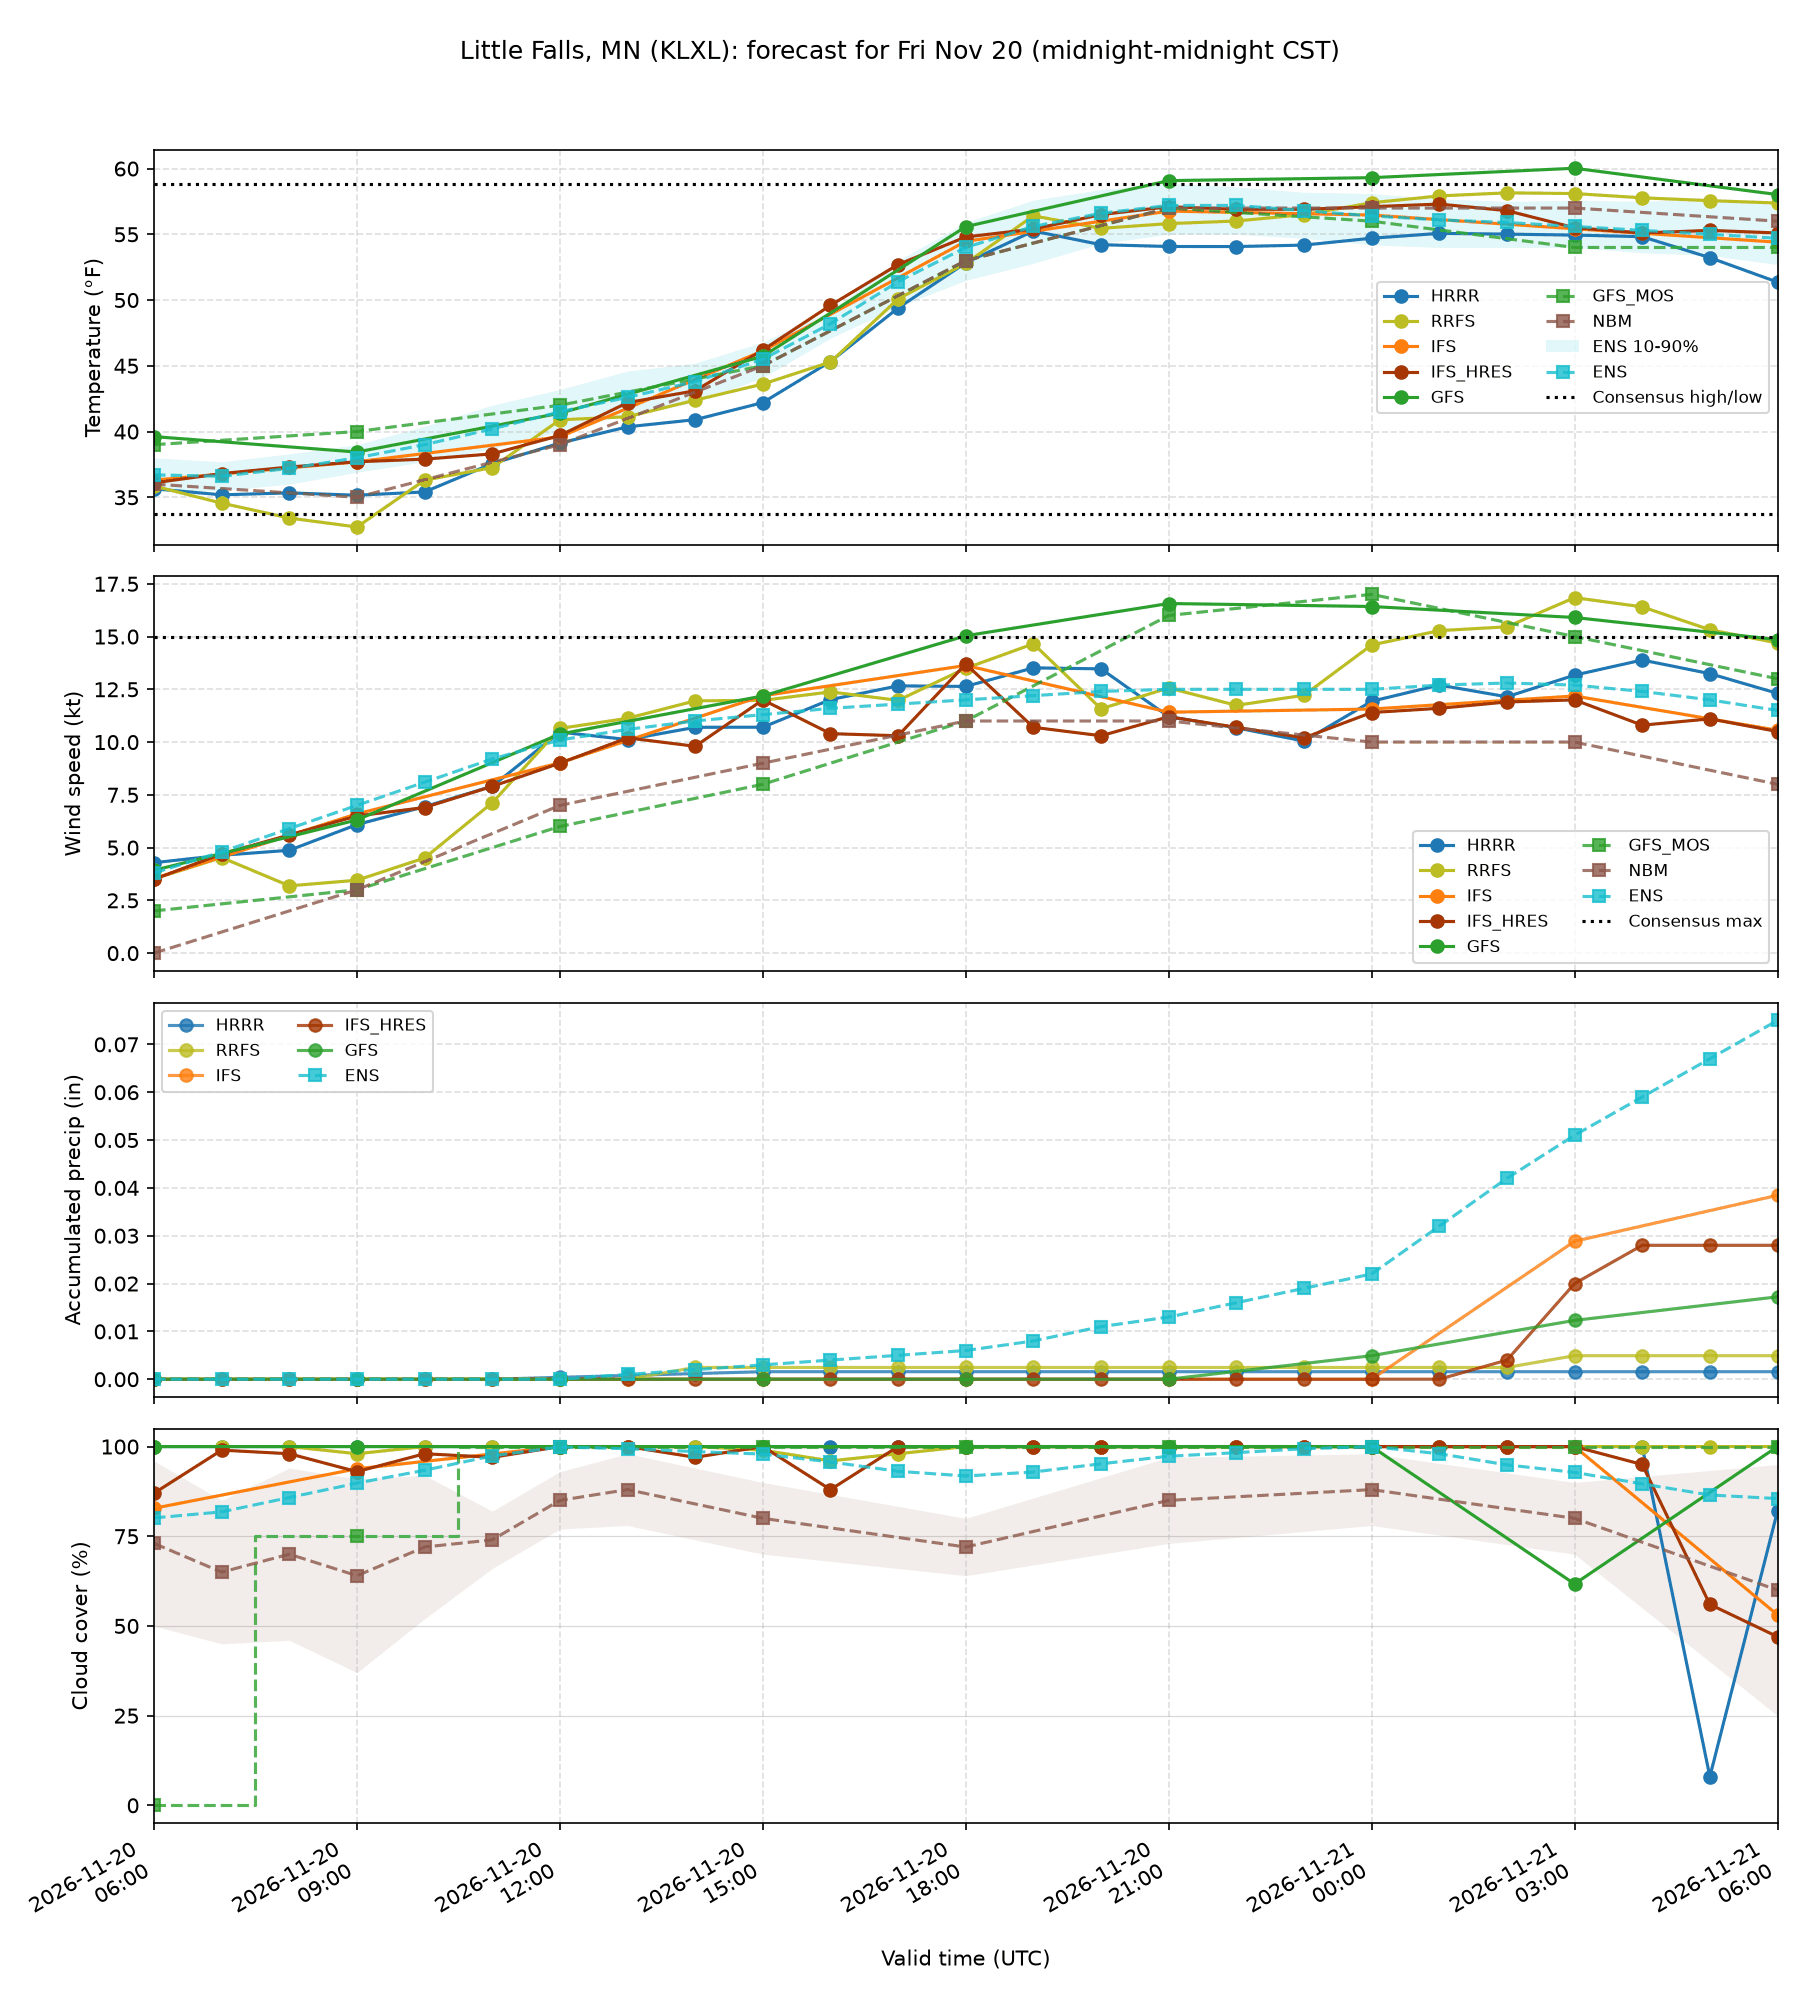 Little Falls, MN (KLXL): forecast for Fri Nov 20 (midnight-midnight CST)
60
55
50
45
40
35
Temperature (°F)
HRRR
RRFS
IFS
IFS_HRES
GFS
GFS_MOS
NBM
ENS 10-90%
ENS
Consensus high/low
17.5
15.0
12.5
10.0
7.5
5.0
2.5
0.0
Wind speed (kt)
HRRR
RRFS
IFS
IFS_HRES
GFS
GFS_MOS
NBM
ENS
Consensus max
0.07
0.06
0.05
0.04
0.03
0.02
0.01
0.00
Accumulated precip (in)
HRRR
RRFS
IFS
IFS_HRES
GFS
ENS
100
75
50
25
0
Cloud cover (%)
2026-11-20
06:00
2026-11-20
09:00
2026-11-20
12:00
2026-11-20
15:00
2026-11-20
18:00
2026-11-20
21:00
2026-11-21
00:00
2026-11-21
03:00
2026-11-21
06:00
Valid time (UTC)